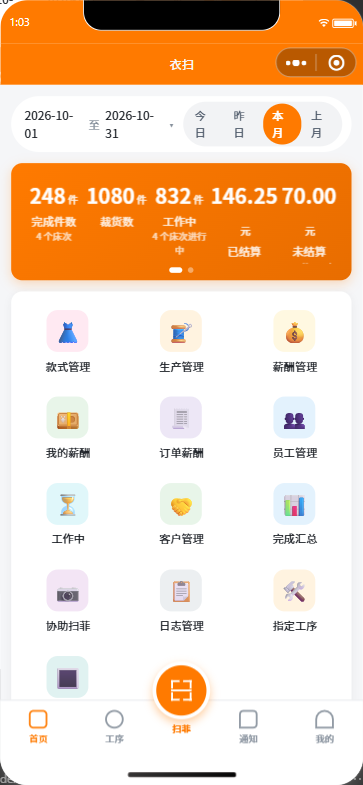 1:03
衣扫
2026-10-01 至 2026-10-31
今日 昨日 本月 上月
248件 1080件 832件 146.25元 70.00元
完成件数 裁货数 工作中 已结算 未结算
4个床次 4个床次进行中
款式管理 生产管理 薪酬管理
我的薪酬 订单薪酬 员工管理
工作中 客户管理 完成汇总
协助扫菲 日志管理 指定工序
首页 工序 扫菲 通知 我的